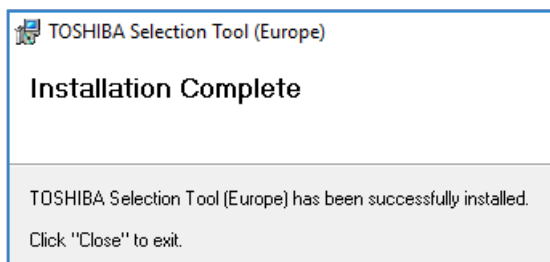 TOSHIBA Selection Tool (Europe)
Installation Complete
TOSHIBA Selection Tool (Europe) has been successfully installed.
Click "Close" to exit.